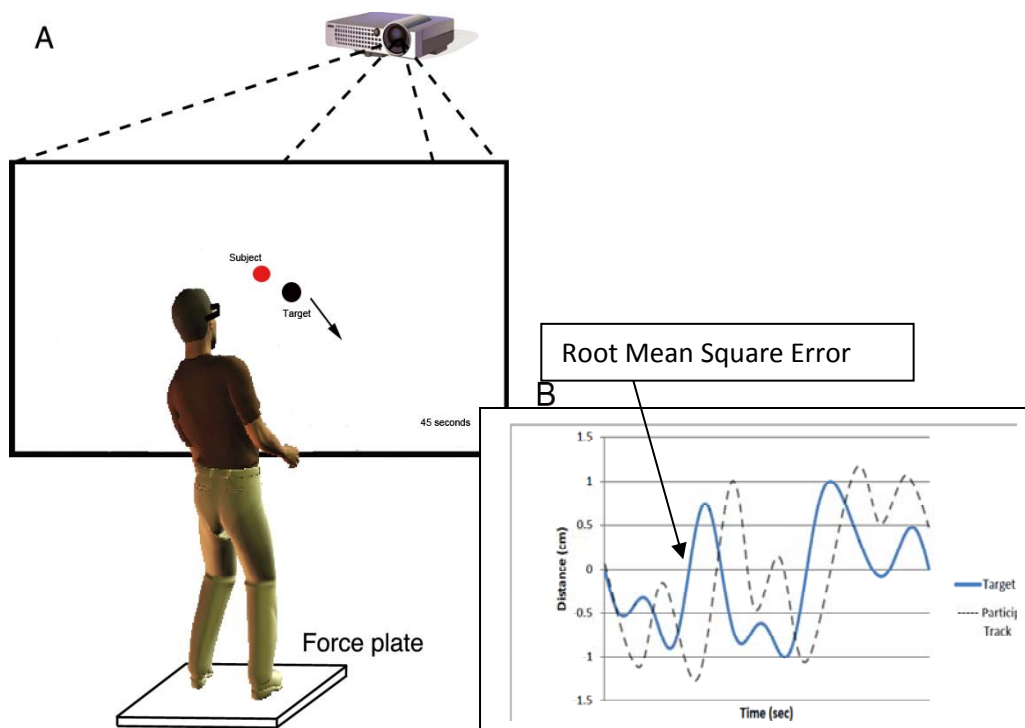 A
Subject
Target
45 seconds
Force plate
Root Mean Square Error
B
1.5
1
0.5
0
0.5
1
1.5
Distance (cm)
Time (sec)
Target
Particip
Track